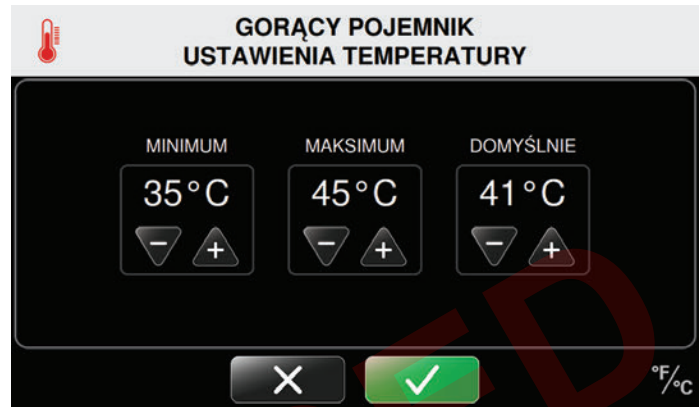 GORĄCY POJEMNIK
USTAWIENIA TEMPERATURY
MINIMUM MAKSIMUM DOMYŚLNIE
35°C 45°C 41°C
− + − + − +
°F/°C